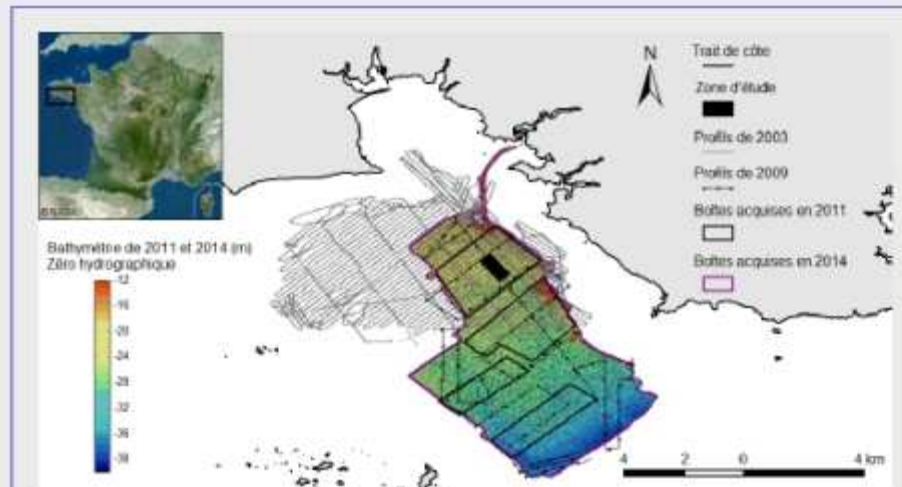 N
Trait de côte
Zone d'étude
Profils de 2003
Profils de 2009
Boîtes acquises en 2011
Boîtes acquises en 2014
Bathymétrie de 2011 et 2014 (m)
Zéro hydrographique
-12
-16
-20
-24
-28
-32
-36
-39
4 2 0 4 km